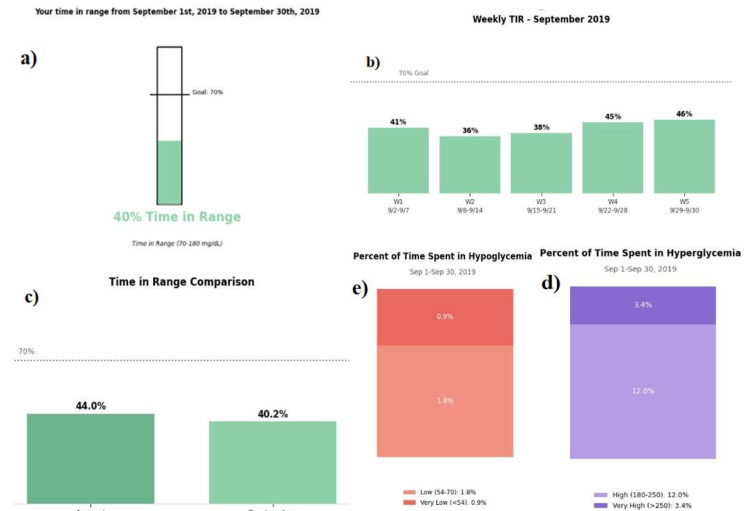 Your time in range from September 1st, 2019 to September 30th, 2019
a)
Goal: 70%
40% Time in Range
Time in Range (70-180 mg/dL)
Weekly TIR - September 2019
b)
70% Goal
41%
36%
38%
45%
46%
W1
W2
W3
W4
W5
9/2-9/7
9/8-9/14
9/15-9/21
9/22-9/28
9/29-9/30
Time in Range Comparison
c)
70%
44.0%
40.2%
Percent of Time Spent in Hypoglycemia
Sep 1-Sep 30, 2019
e)
0.9%
1.8%
Low (54-70): 1.8%
Very Low (<54): 0.9%
Percent of Time Spent in Hyperglycemia
Sep 1-Sep 30, 2019
d)
3.4%
12.0%
High (180-250): 12.0%
Very High (>250): 3.4%